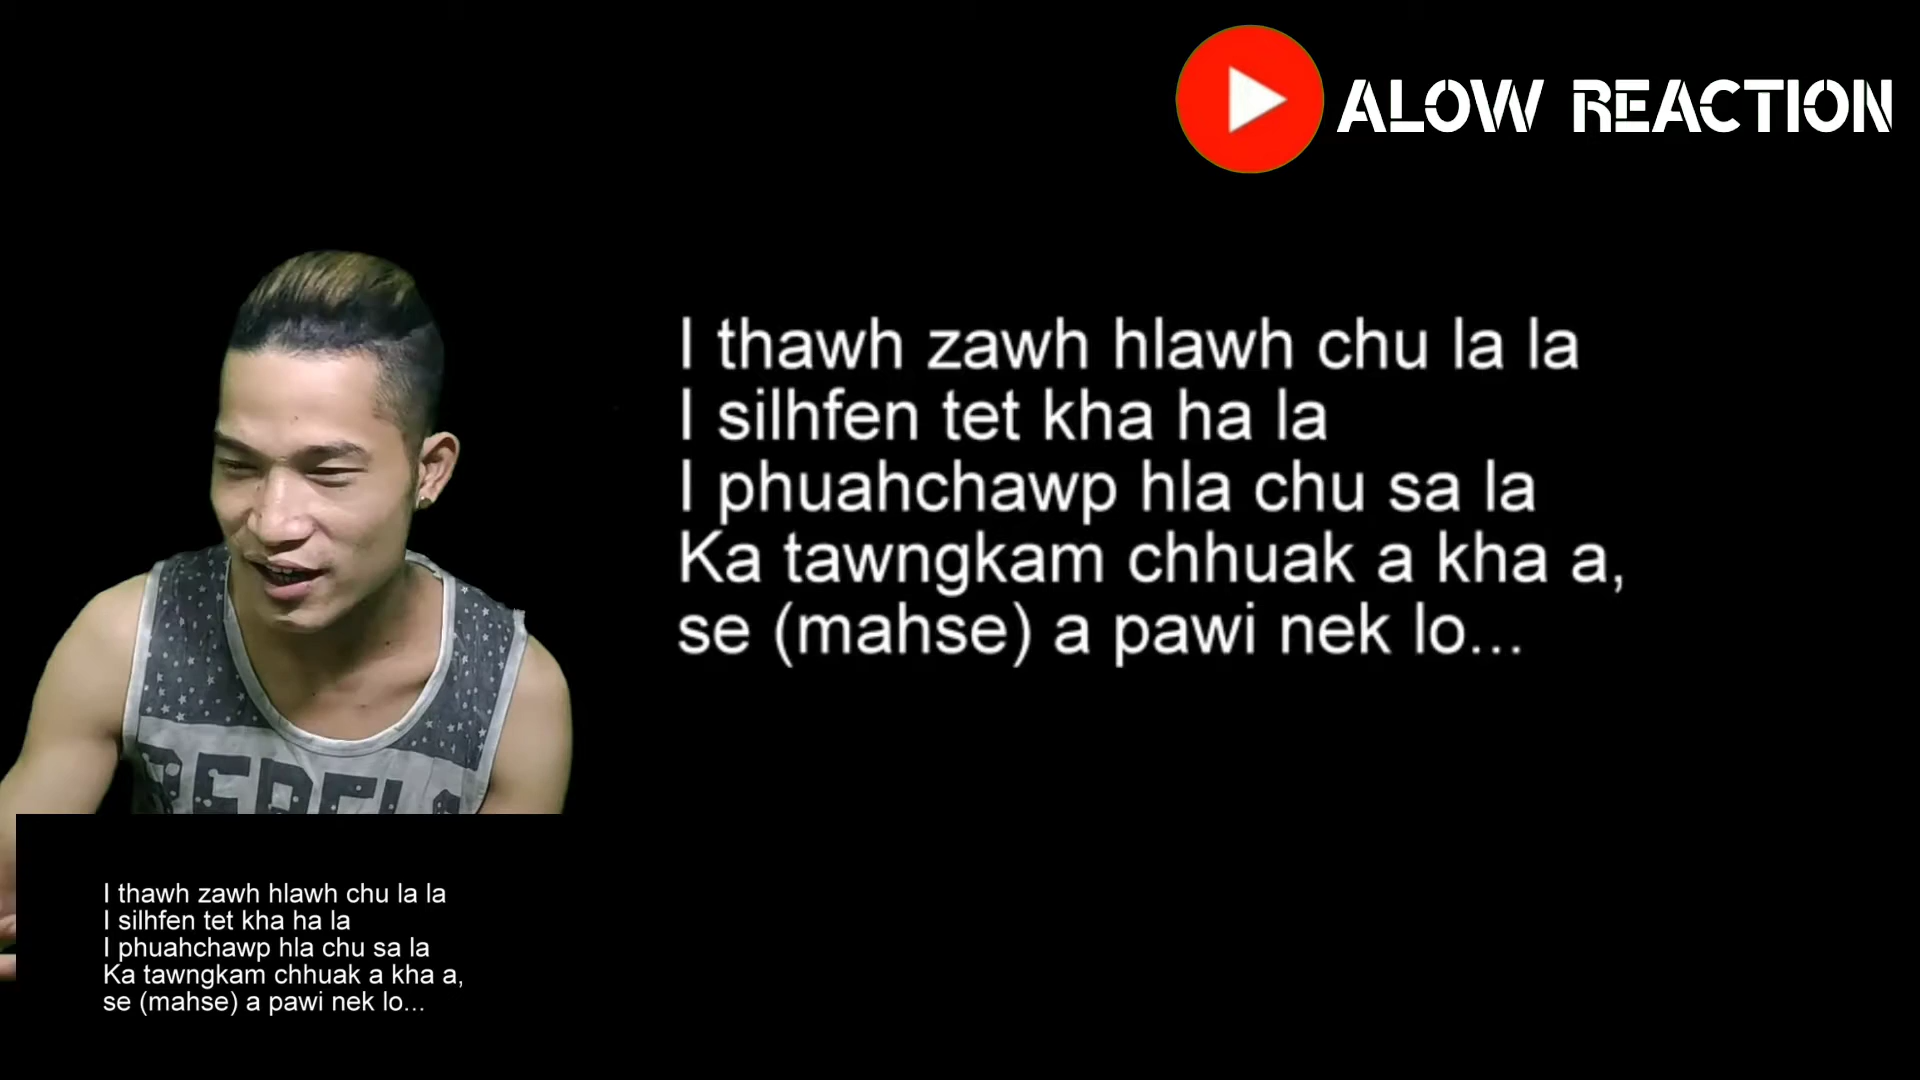 ALOW REACTION
I thawh zawh hlawh chu la la
I silhfen tet kha ha la
I phuahchawp hla chu sa la
Ka tawngkam chhuak a kha a,
se (mahse) a pawi nek lo...
REBEL
I thawh zawh hlawh chu la la
I silhfen tet kha ha la
I phuahchawp hla chu sa la
Ka tawngkam chhuak a kha a,
se (mahse) a pawi nek lo...